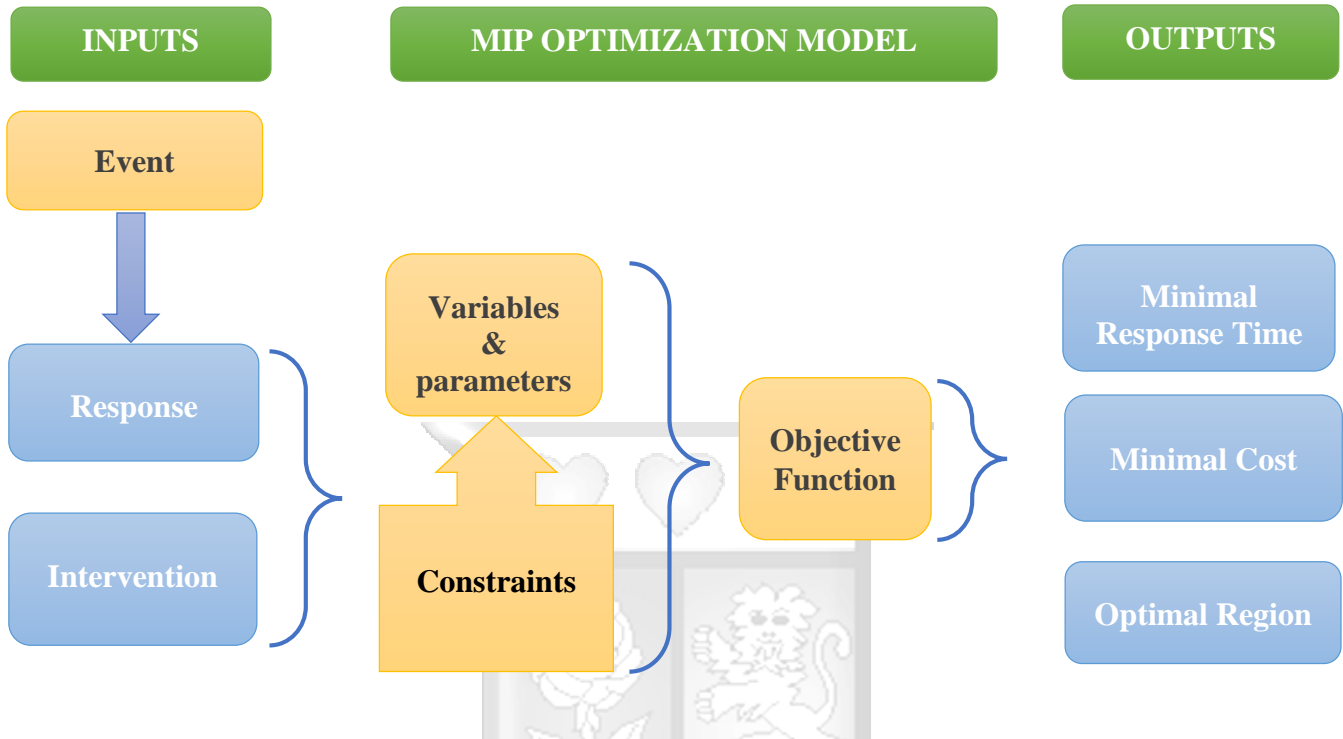 INPUTS
MIP OPTIMIZATION MODEL
OUTPUTS
Event
Response
Intervention
Variables
&
parameters
Constraints
Objective
Function
Minimal
Response Time
Minimal Cost
Optimal Region